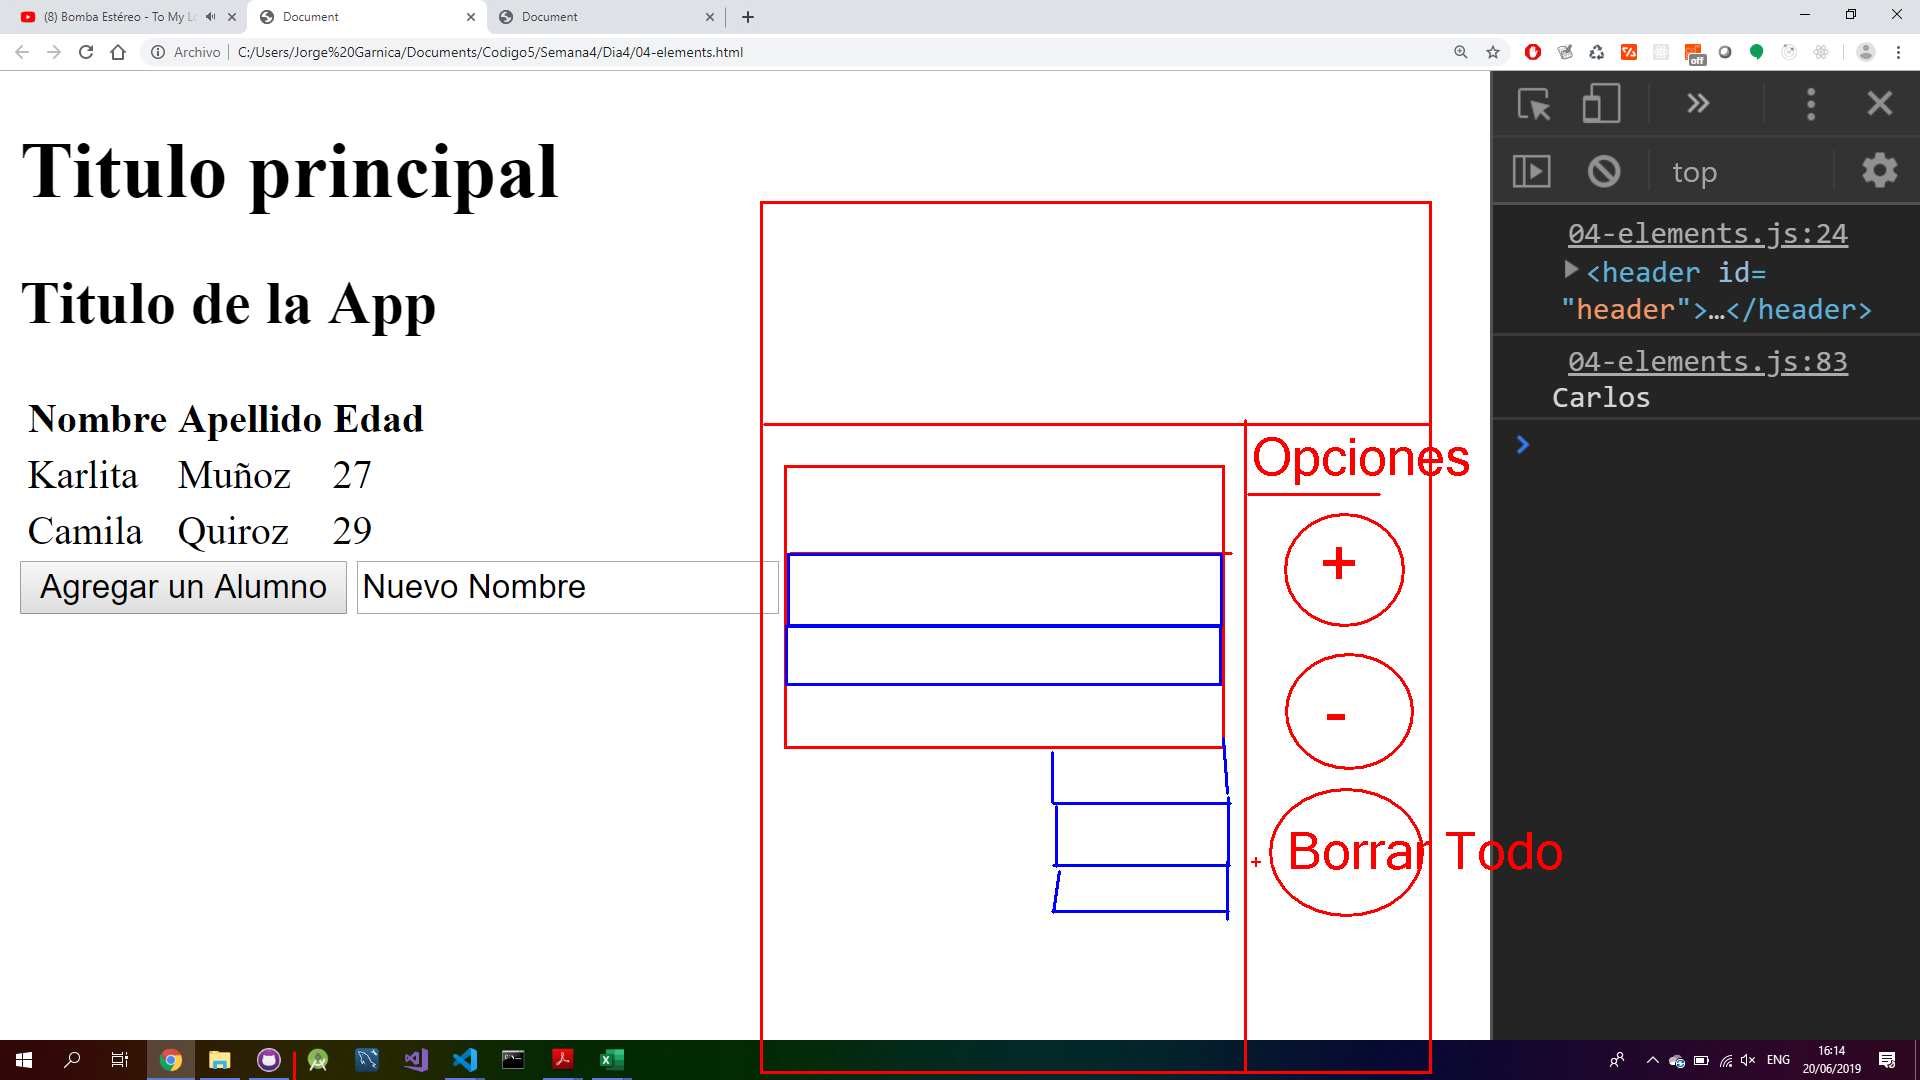 (8) Bomba Estéreo - To My L
Document
Document
Archivo
C:/Users/Jorge%20Garnica/Documents/Codigo5/Semana4/Dia4/04-elements.html
off
Titulo principal
Titulo de la App
Nombre Apellido Edad
Karlita Muñoz 27
Camila Quiroz 29
Agregar un Alumno
Nuevo Nombre
Opciones
+
-
+
Borrar Todo
top
04-elements.js:24
<header id=
"header">…</header>
04-elements.js:83
Carlos
ENG
16:14
20/06/2019